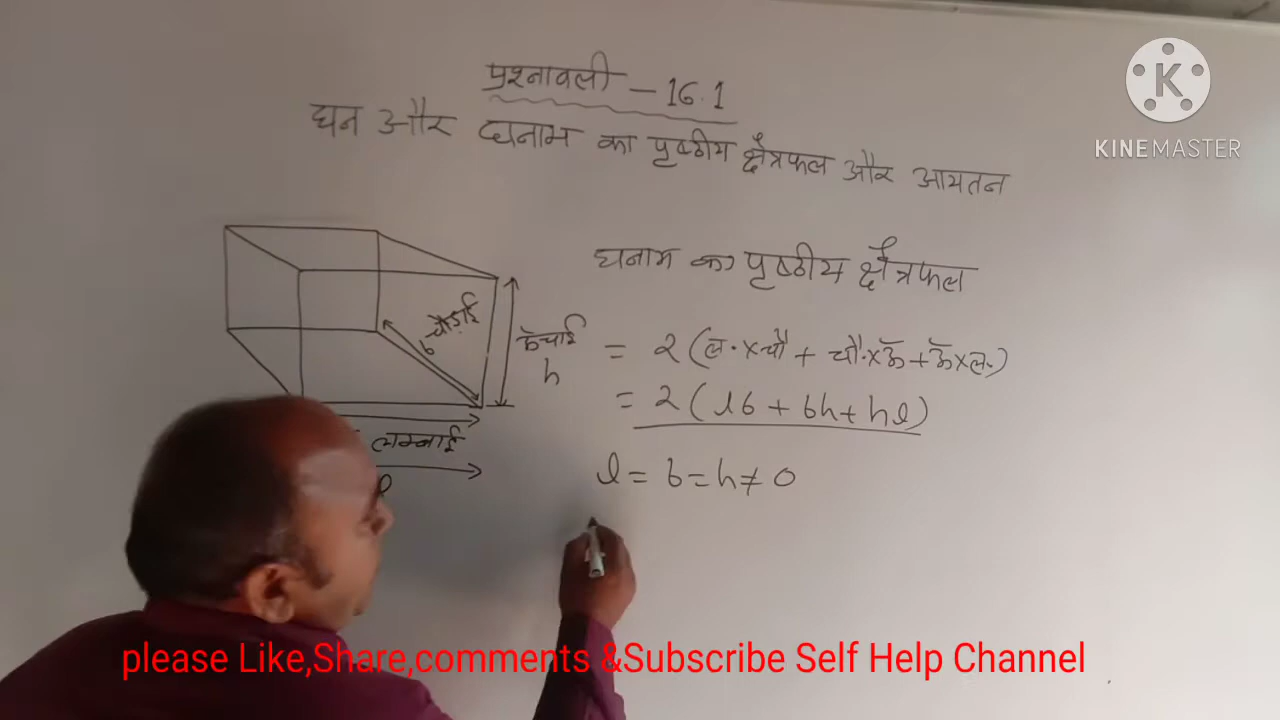 प्रश्नावली - 16.1
घन और घनाभ का पृष्ठीय क्षेत्रफल और आयतन
KINEMASTER
घनाभ का पृष्ठीय क्षेत्रफल
चौड़ाई
b
ऊँचाई
h
= 2 (ल. x चौ + चौ. x ऊँ + ऊँ x ल.)
= 2 ( lb + bh + hl )
लम्बाई
l
l = b = h ≠ 0
please Like,Share,comments &Subscribe Self Help Channel